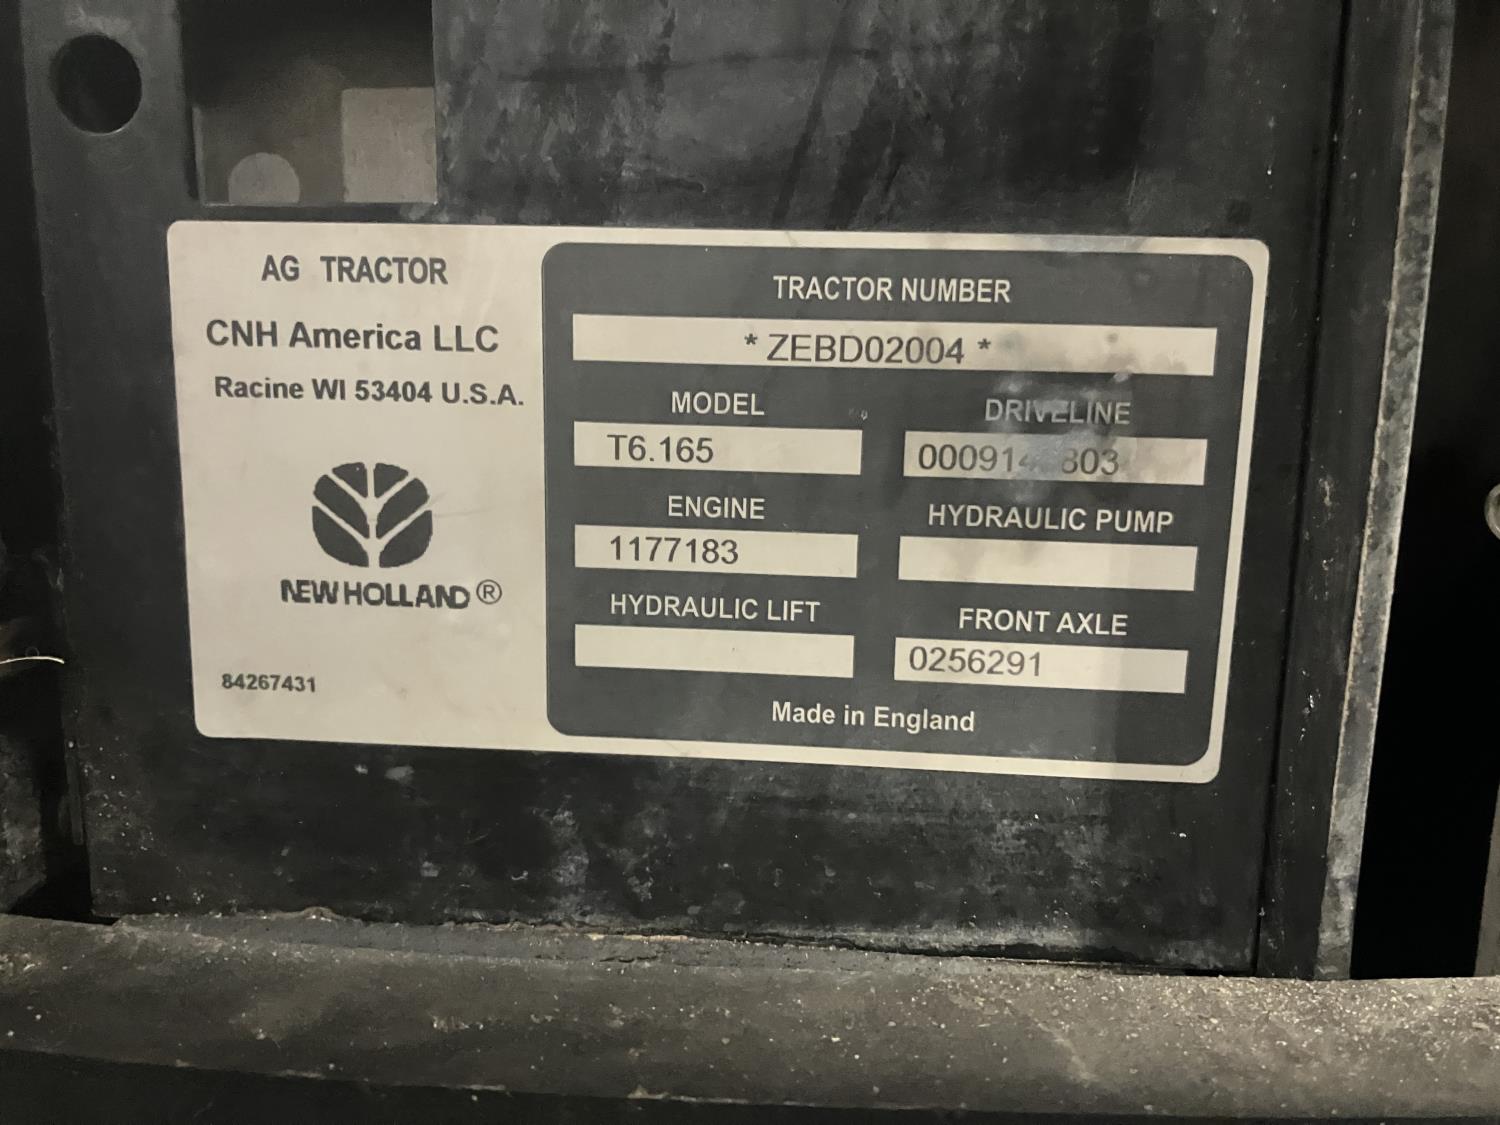 AG TRACTOR
CNH America LLC
Racine WI 53404 U.S.A.
NEW HOLLAND®
84267431
TRACTOR NUMBER
* ZEBD02004 *
MODEL
T6.165
DRIVELINE
ENGINE
1177183
HYDRAULIC PUMP
HYDRAULIC LIFT
FRONT AXLE
0256291
Made in England